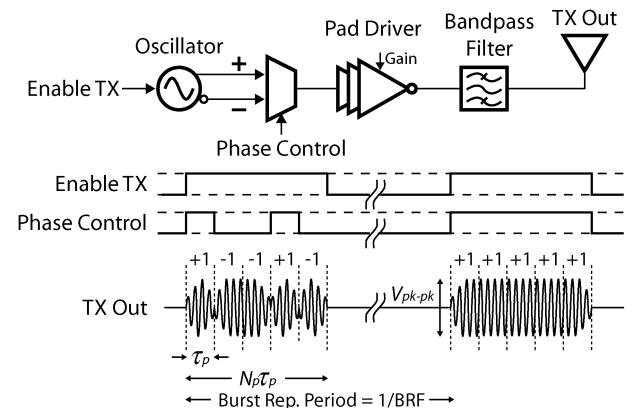 Oscillator
Pad Driver
Bandpass
Filter
TX Out
Enable TX
+
−
Gain
Phase Control
Enable TX
Phase Control
+1 -1 -1 +1 -1
+1 +1 +1 +1 +1
TX Out
Vpk-pk
τp
Npτp
Burst Rep. Period = 1/BRF